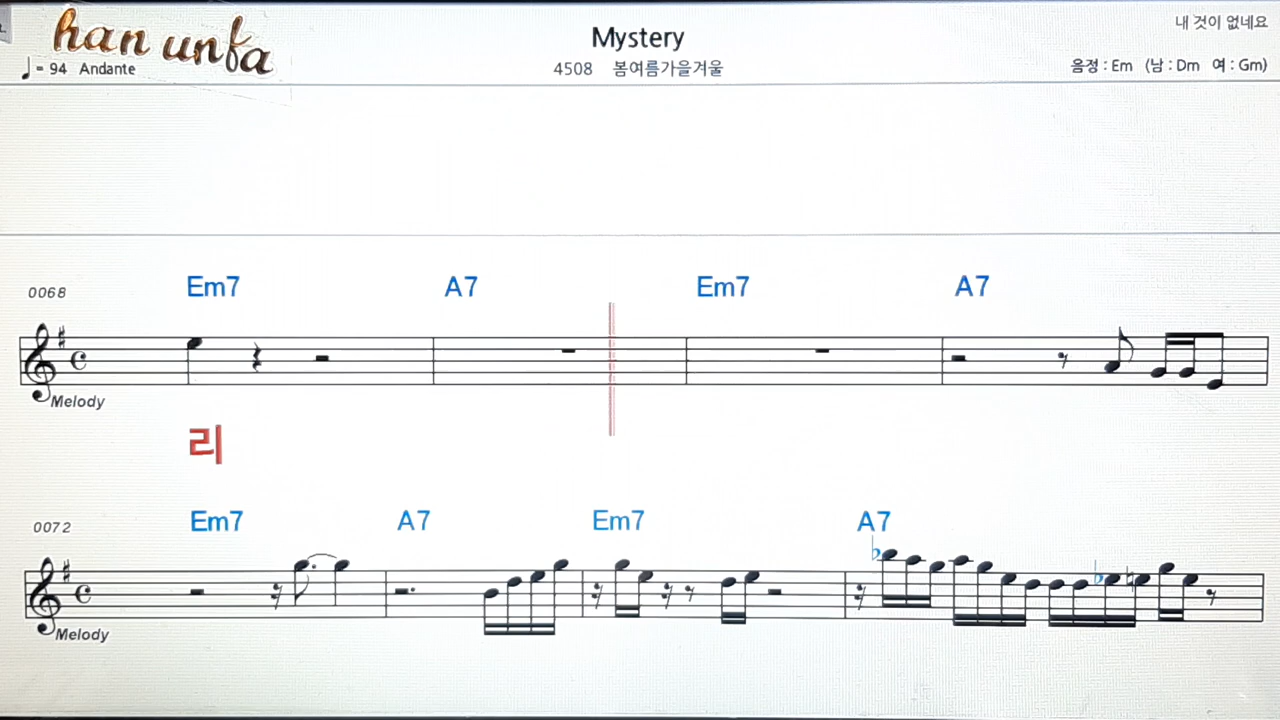 han unfa
Mystery
내 것이 없네요
♩= 94 Andante
4508 봄여름가을겨울
음정 : Em (남 : Dm 여 : Gm)
0068 Em7 A7 Em7 A7
Melody
리
0072 Em7 A7 Em7 A7
Melody